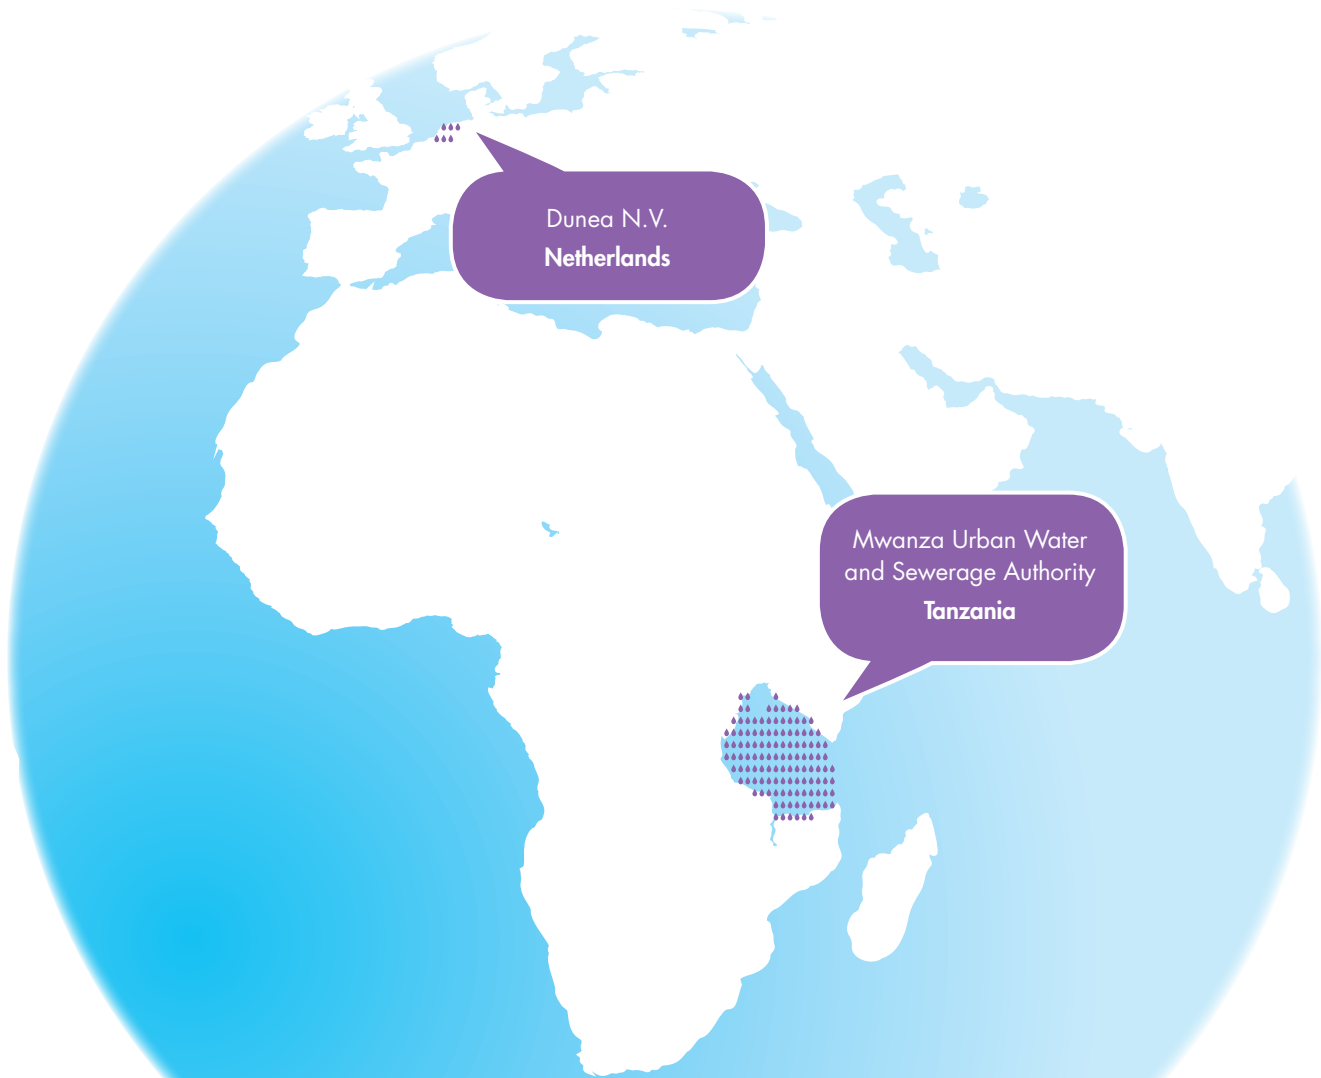 Dunea N.V.
Netherlands
Mwanza Urban Water
and Sewerage Authority
Tanzania